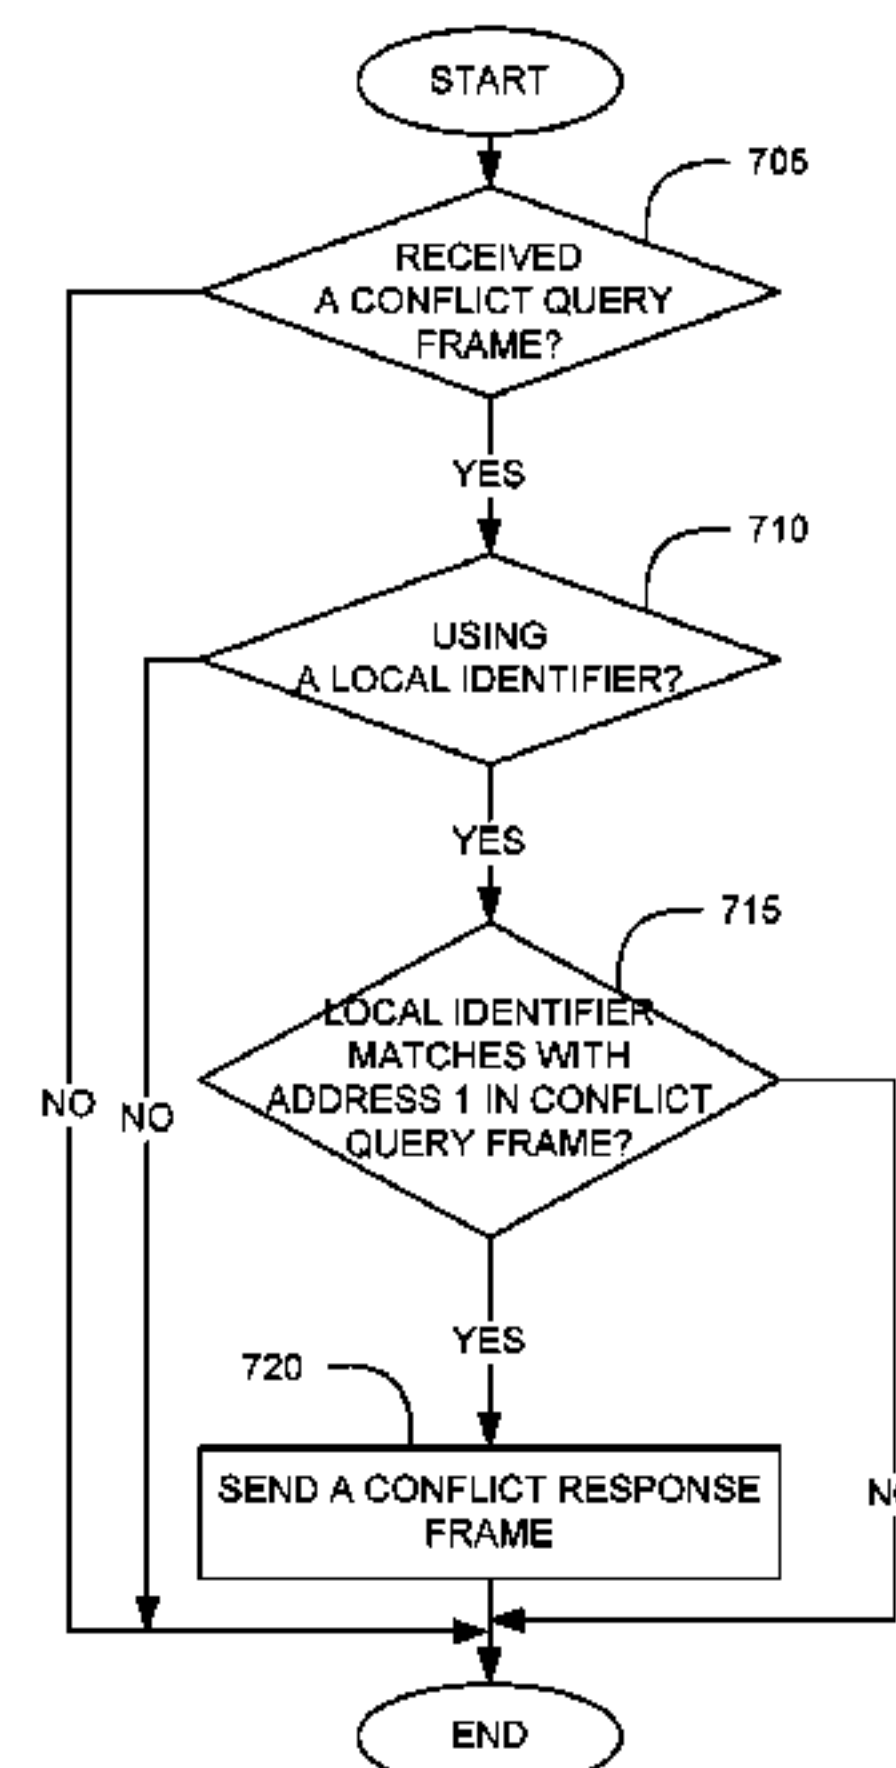 START
705
RECEIVED
A CONFLICT QUERY
FRAME?
YES
710
USING
A LOCAL IDENTIFIER?
YES
715
LOCAL IDENTIFIER
MATCHES WITH
ADDRESS 1 IN CONFLICT
QUERY FRAME?
NO
NO
YES
720
SEND A CONFLICT RESPONSE
FRAME
END